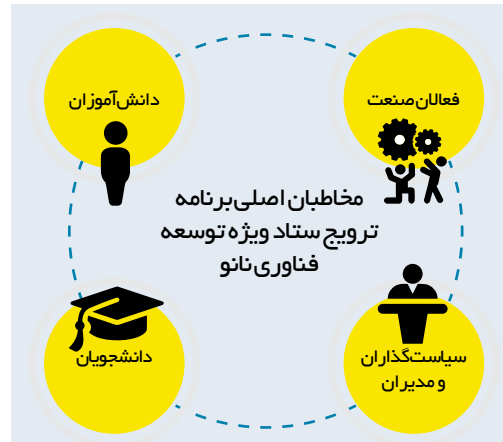 فعالان صنعت
دانش‌آموزان
مخاطبان اصلی برنامه
ترویج ستاد ویژه توسعه
فناوری نانو
سیاست‌گذاران
و مدیران
دانشجویان